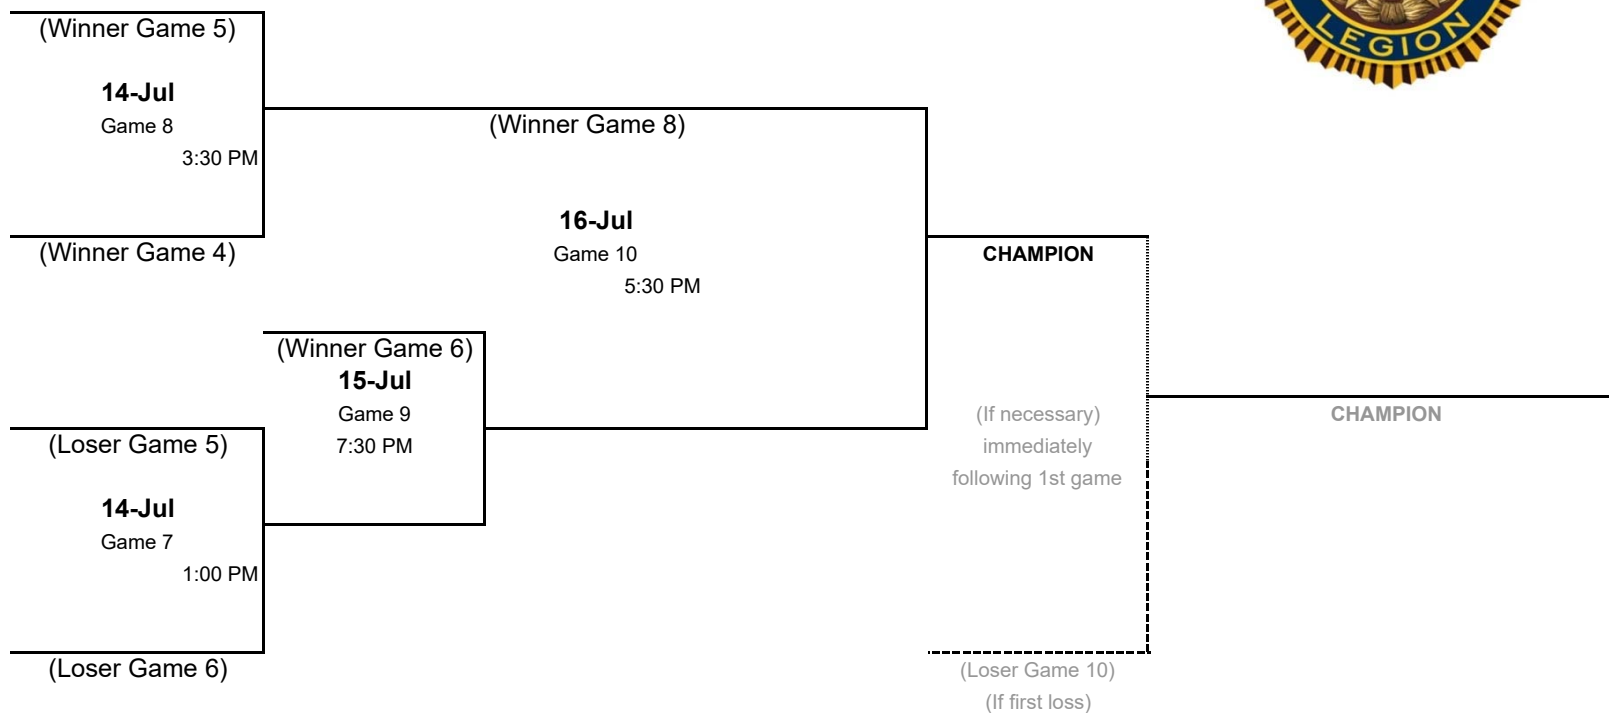 LEGION
(Winner Game 5)
14-Jul
Game 8
3:30 PM
(Winner Game 4)
(Winner Game 8)
16-Jul
Game 10
5:30 PM
(Winner Game 6)
15-Jul
Game 9
7:30 PM
(Loser Game 5)
14-Jul
Game 7
1:00 PM
(Loser Game 6)
CHAMPION
(If necessary)
immediately
following 1st game
(Loser Game 10)
(If first loss)
CHAMPION